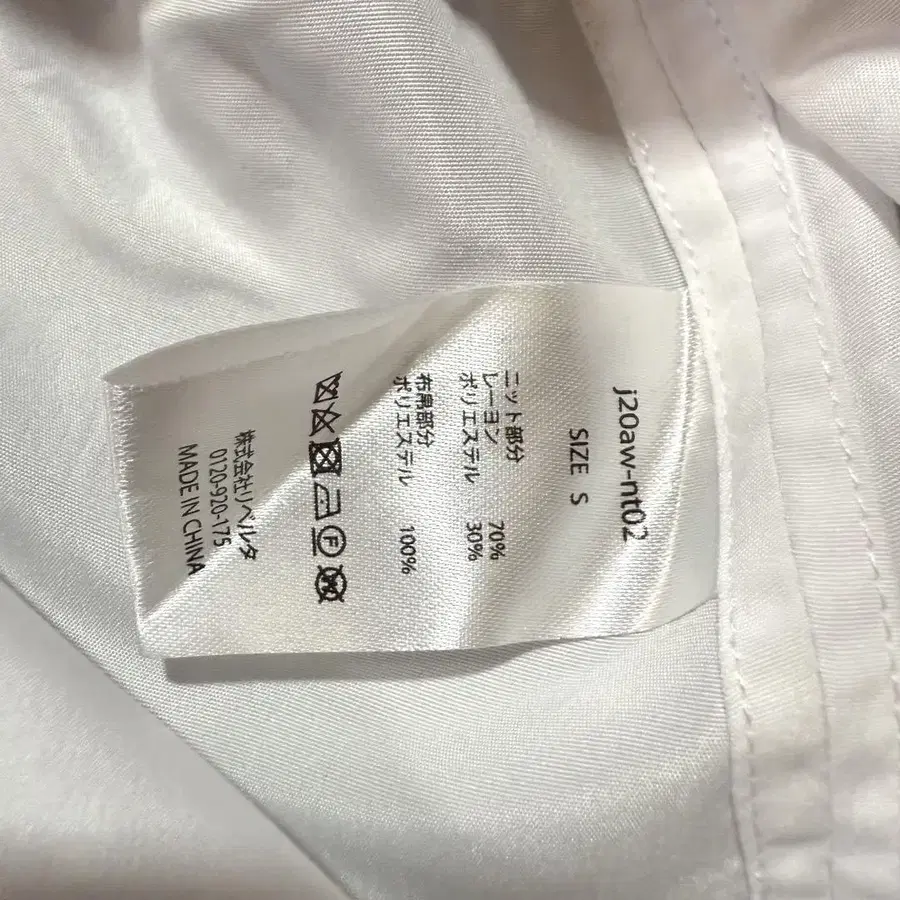 j20aw-nt02
SIZE S
ニット部分
レーヨン 70%
ポリエステル 30%
布帛部分
ポリエステル 100%
F
株式会社リベルタ
0120-920-175
MADE IN CHINA